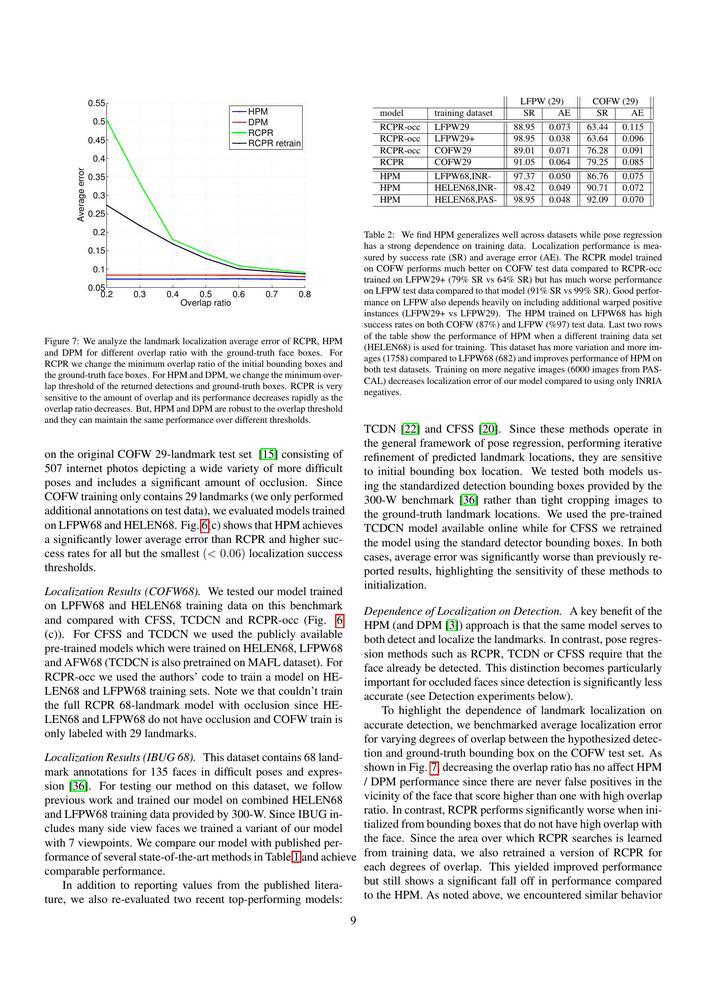 0.55
0.5
0.45
0.4
0.35
0.3
0.25
0.2
0.15
0.1
0.05
0.2 0.3 0.4 0.5 0.6 0.7 0.8
Average error
Overlap ratio
HPM
DPM
RCPR
RCPR retrain
Figure 7: We analyze the landmark localization average error of RCPR, HPM
and DPM for different overlap ratio with the ground-truth face boxes. For
RCPR we change the minimum overlap ratio of the initial bounding boxes and
the ground-truth face boxes. For HPM and DPM, we change the minimum over-
lap threshold of the returned detections and ground-truth boxes. RCPR is very
sensitive to the amount of overlap and its performance decreases rapidly as the
overlap ratio decreases. But, HPM and DPM are robust to the overlap threshold
and they can maintain the same performance over different thresholds.
on the original COFW 29-landmark test set [15] consisting of
507 internet photos depicting a wide variety of more difficult
poses and includes a significant amount of occlusion. Since
COFW training only contains 29 landmarks (we only performed
additional annotations on test data), we evaluated models trained
on LFPW68 and HELEN68. Fig. 6(c) shows that HPM achieves
a significantly lower average error than RCPR and higher suc-
cess rates for all but the smallest (< 0.06) localization success
thresholds.
Localization Results (COFW68). We tested our model trained
on LPFW68 and HELEN68 training data on this benchmark
and compared with CFSS, TCDCN and RCPR-occ (Fig. 6
(c)). For CFSS and TCDCN we used the publicly available
pre-trained models which were trained on HELEN68, LFPW68
and AFW68 (TCDCN is also pretrained on MAFL dataset). For
RCPR-occ we used the authors' code to train a model on HE-
LEN68 and LFPW68 training sets. Note we that couldn't train
the full RCPR 68-landmark model with occlusion since HE-
LEN68 and LFPW68 do not have occlusion and COFW train is
only labeled with 29 landmarks.
Localization Results (IBUG 68). This dataset contains 68 land-
mark annotations for 135 faces in difficult poses and expres-
sion [36]. For testing our method on this dataset, we follow
previous work and trained our model on combined HELEN68
and LFPW68 training data provided by 300-W. Since IBUG in-
cludes many side view faces we trained a variant of our model
with 7 viewpoints. We compare our model with published per-
formance of several state-of-the-art methods in Table 1 and achieve
comparable performance.
In addition to reporting values from the published litera-
ture, we also re-evaluated two recent top-performing models:
LFPW (29) COFW (29)
model training dataset SR AE SR AE
RCPR-occ LFPW29 88.95 0.073 63.44 0.115
RCPR-occ LFPW29+ 98.95 0.038 63.64 0.096
RCPR-occ COFW29 89.01 0.071 76.28 0.091
RCPR COFW29 91.05 0.064 79.25 0.085
HPM LFPW68,INR- 97.37 0.050 86.76 0.075
HPM HELEN68,INR- 98.42 0.049 90.71 0.072
HPM HELEN68,PAS- 98.95 0.048 92.09 0.070
Table 2: We find HPM generalizes well across datasets while pose regression
has a strong dependence on training data. Localization performance is mea-
sured by success rate (SR) and average error (AE). The RCPR model trained
on COFW performs much better on COFW test data compared to RCPR-occ
trained on LFPW29+ (79% SR vs 64% SR) but has much worse performance
on LFPW test data compared to that model (91% SR vs 99% SR). Good perfor-
mance on LFPW also depends heavily on including additional warped positive
instances (LFPW29+ vs LFPW29). The HPM trained on LFPW68 has high
success rates on both COFW (87%) and LFPW (%97) test data. Last two rows
of the table show the performance of HPM when a different training data set
(HELEN68) is used for training. This dataset has more variation and more im-
ages (1758) compared to LFPW68 (682) and improves performance of HPM on
both test datasets. Training on more negative images (6000 images from PAS-
CAL) decreases localization error of our model compared to using only INRIA
negatives.
TCDN [22] and CFSS [20]. Since these methods operate in
the general framework of pose regression, performing iterative
refinement of predicted landmark locations, they are sensitive
to initial bounding box location. We tested both models us-
ing the standardized detection bounding boxes provided by the
300-W benchmark [36] rather than tight cropping images to
the ground-truth landmark locations. We used the pre-trained
TCDCN model available online while for CFSS we retrained
the model using the standard detector bounding boxes. In both
cases, average error was significantly worse than previously re-
ported results, highlighting the sensitivity of these methods to
initialization.
Dependence of Localization on Detection. A key benefit of the
HPM (and DPM [3]) approach is that the same model serves to
both detect and localize the landmarks. In contrast, pose regres-
sion methods such as RCPR, TCDN or CFSS require that the
face already be detected. This distinction becomes particularly
important for occluded faces since detection is significantly less
accurate (see Detection experiments below).
To highlight the dependence of landmark localization on
accurate detection, we benchmarked average localization error
for varying degrees of overlap between the hypothesized detec-
tion and ground-truth bounding box on the COFW test set. As
shown in Fig. 7, decreasing the overlap ratio has no affect HPM
/ DPM performance since there are never false positives in the
vicinity of the face that score higher than one with high overlap
ratio. In contrast, RCPR performs significantly worse when ini-
tialized from bounding boxes that do not have high overlap with
the face. Since the area over which RCPR searches is learned
from training data, we also retrained a version of RCPR for
each degrees of overlap. This yielded improved performance
but still shows a significant fall off in performance compared
to the HPM. As noted above, we encountered similar behavior
9